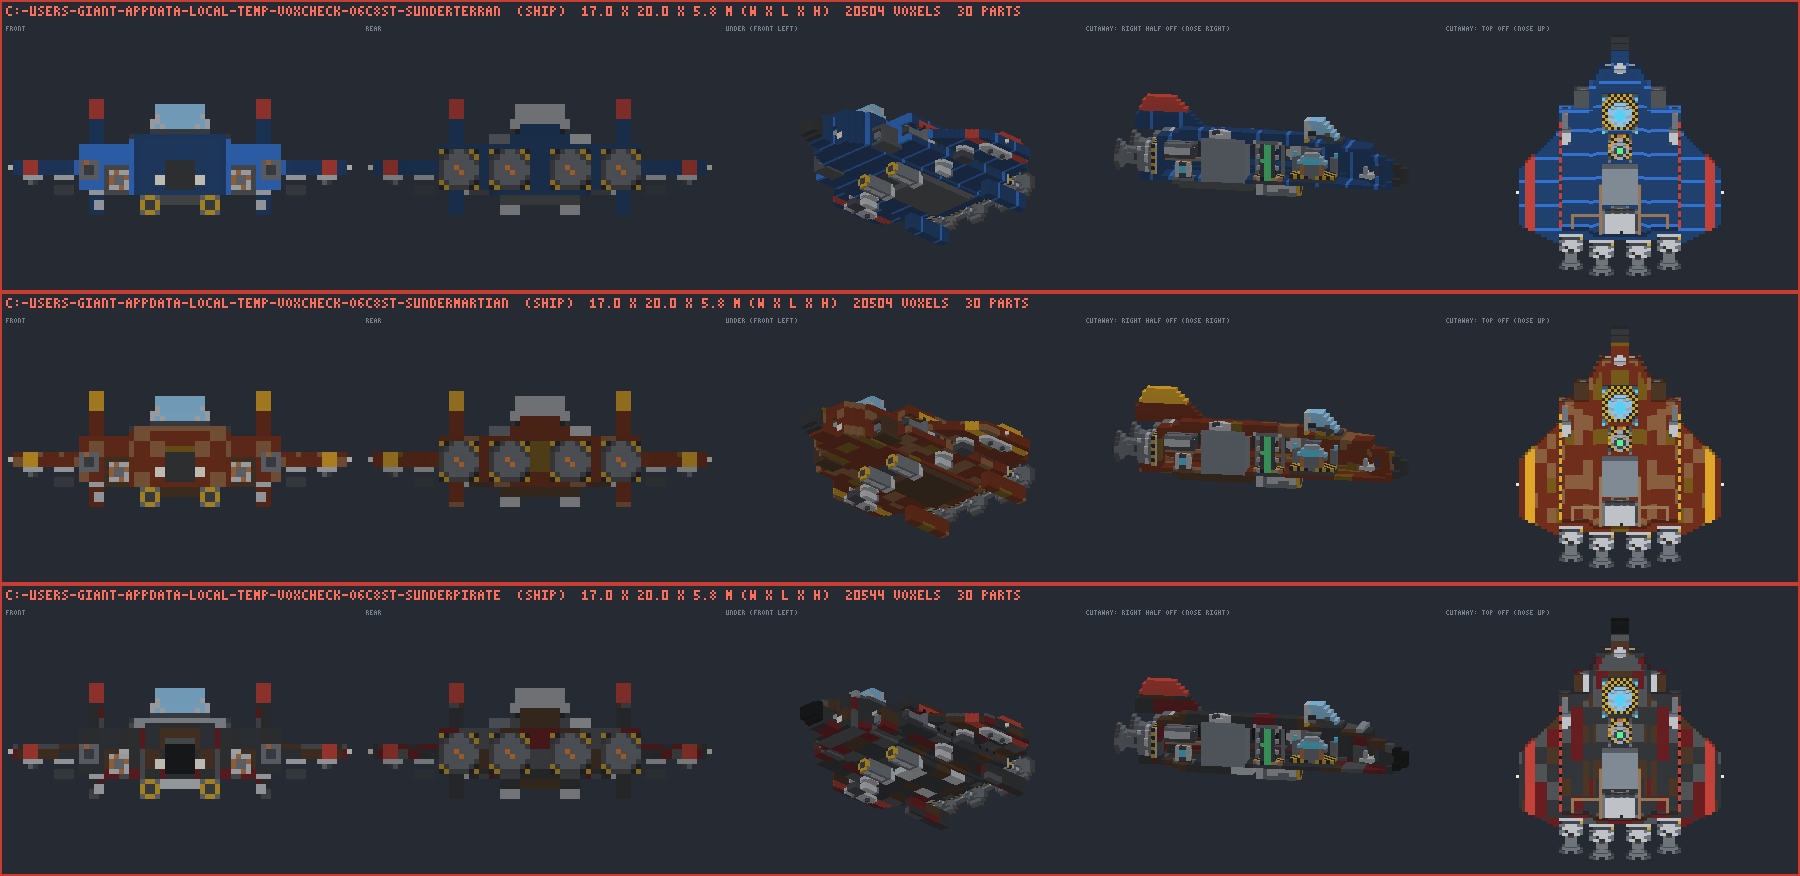 C:-USERS-GIANT-APPDATA-LOCAL-TEMP-VOXCHECK-O6C8ST-SUNDERTERRAN (SHIP) 17.0 X 20.0 X 5.8 M (W X L X H) 20504 VOXELS 30 PARTS
FRONT REAR UNDER (FRONT LEFT) CUTAWAY: RIGHT HALF OFF (NOSE RIGHT) CUTAWAY: TOP OFF (NOSE UP)
C:-USERS-GIANT-APPDATA-LOCAL-TEMP-VOXCHECK-O6C8ST-SUNDERMARTIAN (SHIP) 17.0 X 20.0 X 5.8 M (W X L X H) 20504 VOXELS 30 PARTS
FRONT REAR UNDER (FRONT LEFT) CUTAWAY: RIGHT HALF OFF (NOSE RIGHT) CUTAWAY: TOP OFF (NOSE UP)
C:-USERS-GIANT-APPDATA-LOCAL-TEMP-VOXCHECK-O6C8ST-SUNDERPIRATE (SHIP) 17.0 X 20.0 X 5.8 M (W X L X H) 20544 VOXELS 30 PARTS
FRONT REAR UNDER (FRONT LEFT) CUTAWAY: RIGHT HALF OFF (NOSE RIGHT) CUTAWAY: TOP OFF (NOSE UP)